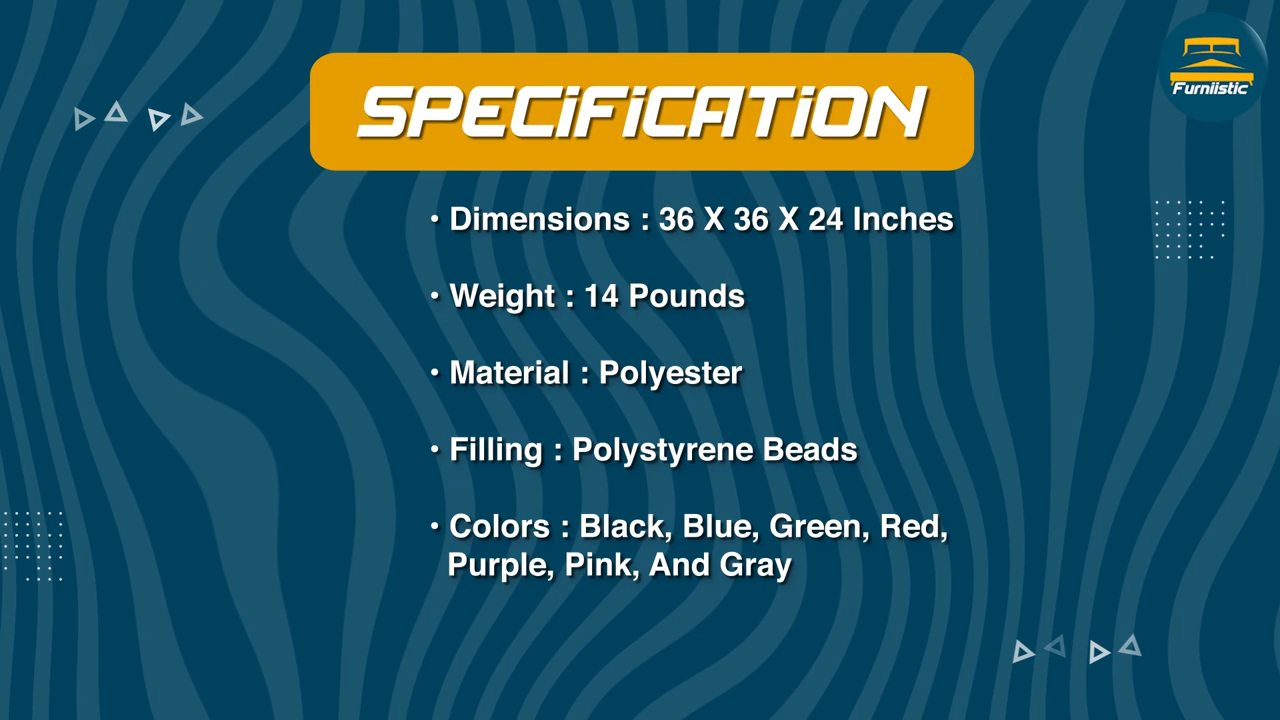 Furniistic
SPECiFiCATiON
• Dimensions : 36 X 36 X 24 Inches
• Weight : 14 Pounds
• Material : Polyester
• Filling : Polystyrene Beads
• Colors : Black, Blue, Green, Red,
Purple, Pink, And Gray